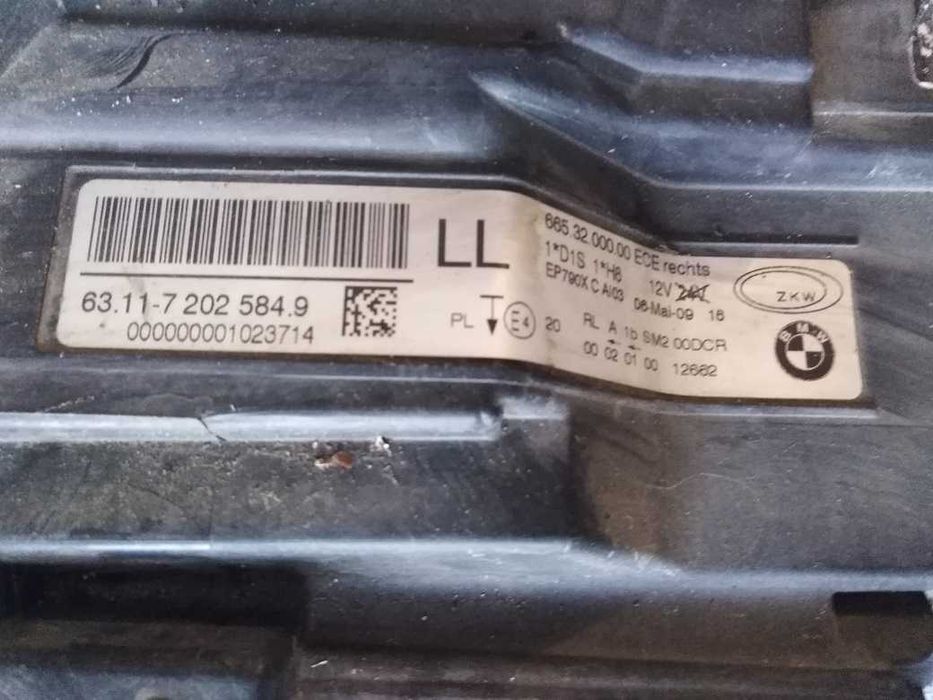 LL
63.11-7 202 584.9
000000001023714
PL E4 20
665.32.000.00 ECE rechts
1*D1S 1*H8 12V 24V
EP790X C AI03 06-Mai-09 16
RL A 1b SM2 00DCR
00 02 01 00 12682
ZKW
BMW